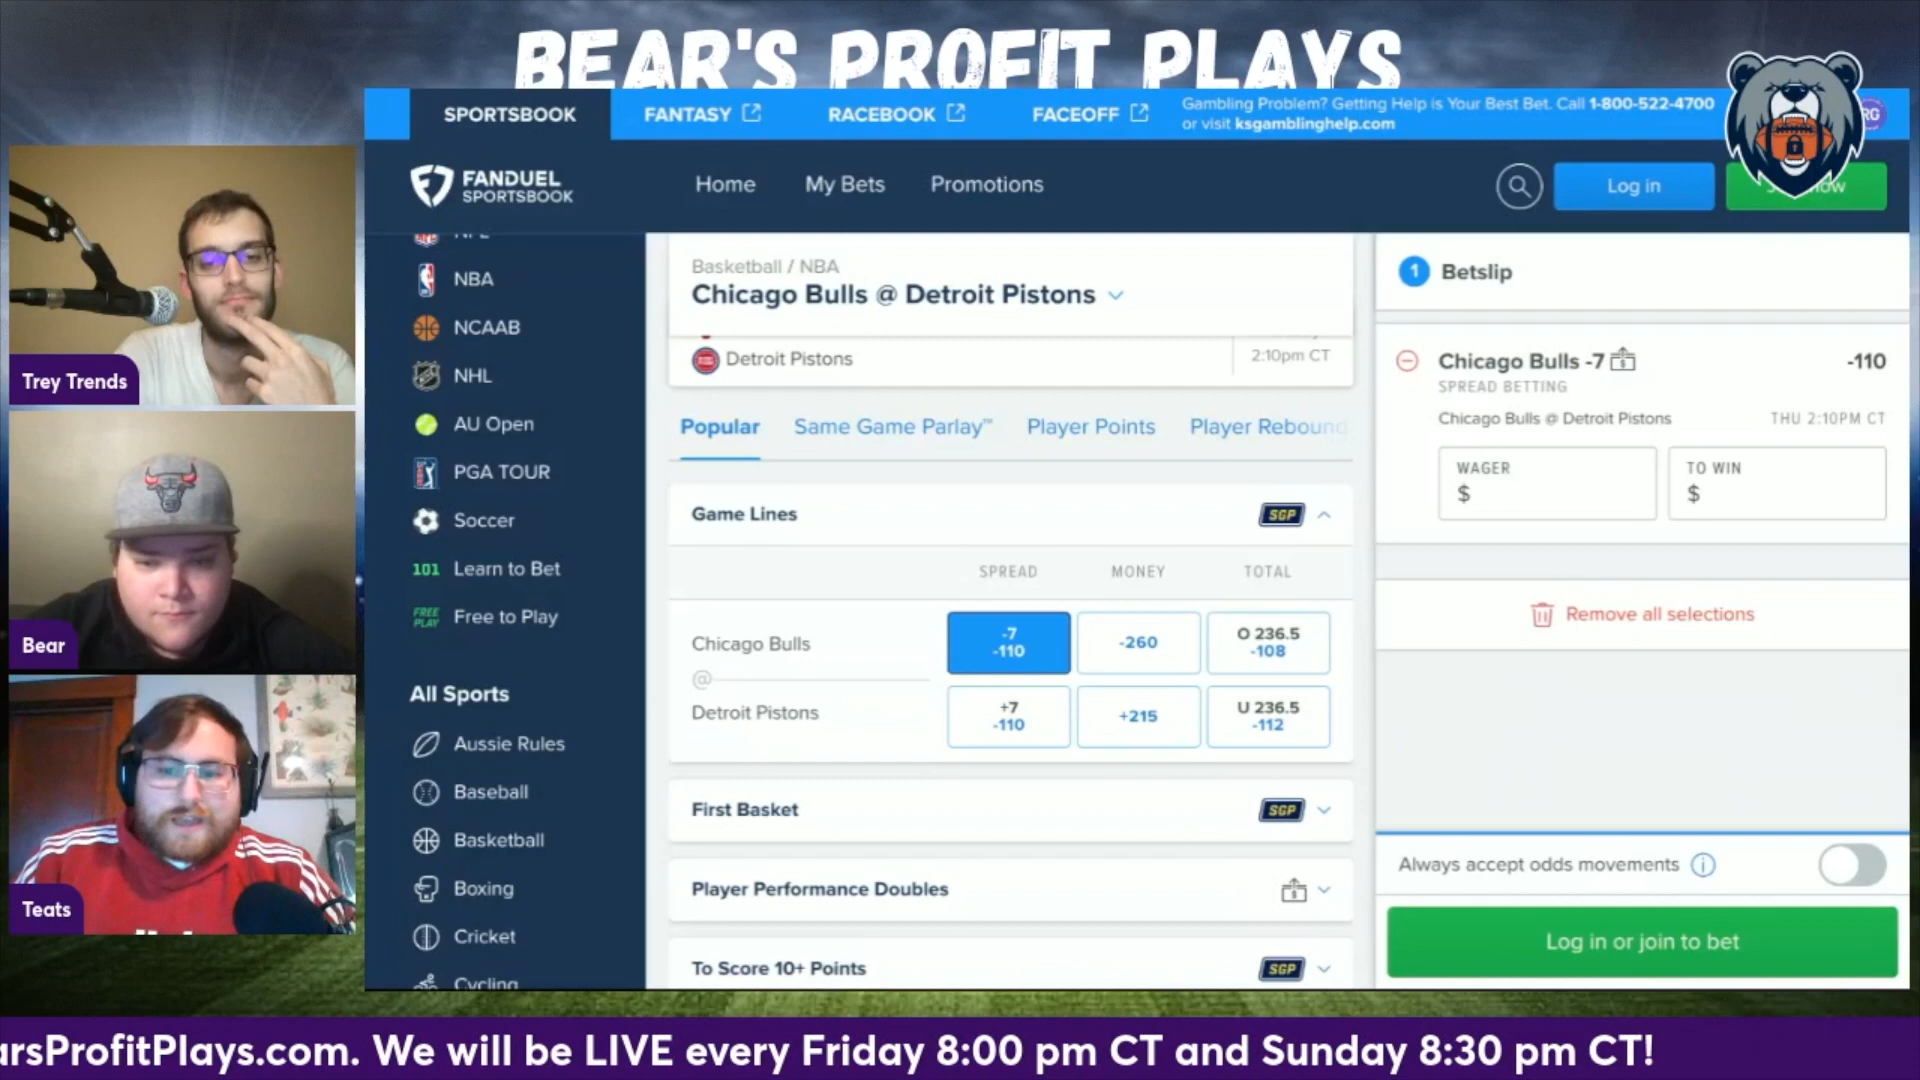 BEAR'S PROFIT PLAYS
SPORTSBOOK
FANTASY
RACEBOOK
FACEOFF
Gambling Problem? Getting Help is Your Best Bet. Call 1-800-522-4700
or visit ksgamblinghelp.com
RG
FANDUEL
SPORTSBOOK
Home
My Bets
Promotions
Log in
NFL
NBA
NCAAB
NHL
AU Open
PGA TOUR
Soccer
101 Learn to Bet
FREE PLAY Free to Play
All Sports
Aussie Rules
Baseball
Basketball
Boxing
Cricket
Cycling
Basketball / NBA
Chicago Bulls @ Detroit Pistons
Detroit Pistons
2:10pm CT
Popular
Same Game Parlay™
Player Points
Player Rebound
Game Lines
SGP
SPREAD MONEY TOTAL
Chicago Bulls
-7
-110
-260
O 236.5
-108
@
Detroit Pistons
+7
-110
+215
U 236.5
-112
First Basket
SGP
Player Performance Doubles
To Score 10+ Points
SGP
1 Betslip
Chicago Bulls -7
-110
SPREAD BETTING
Chicago Bulls @ Detroit Pistons
THU 2:10PM CT
WAGER
$
TO WIN
$
Remove all selections
Always accept odds movements
Log in or join to bet
Trey Trends
Bear
Teats
arsProfitPlays.com. We will be LIVE every Friday 8:00 pm CT and Sunday 8:30 pm CT!